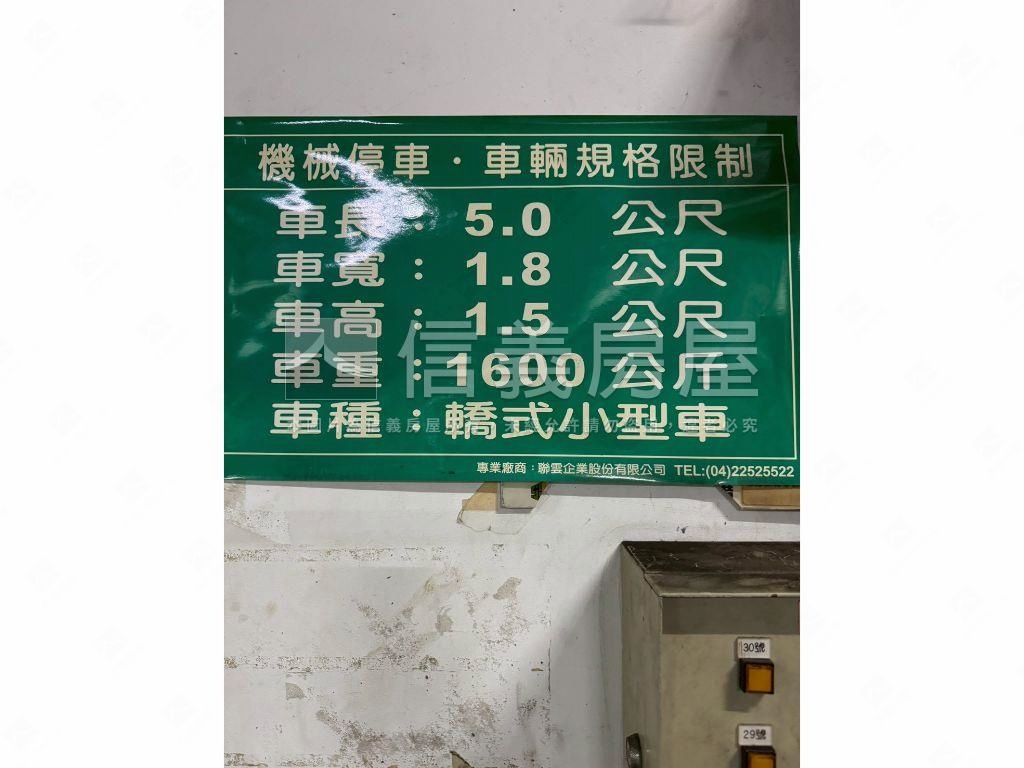 機械停車・車輛規格限制
車長：5.0 公尺
車寬：1.8 公尺
車高：1.5 公尺
車重：1600 公斤
車種：轎式小型車
信義房屋
專業廠商：聯雲企業股份有限公司 TEL:(04)22525522
30號
29號